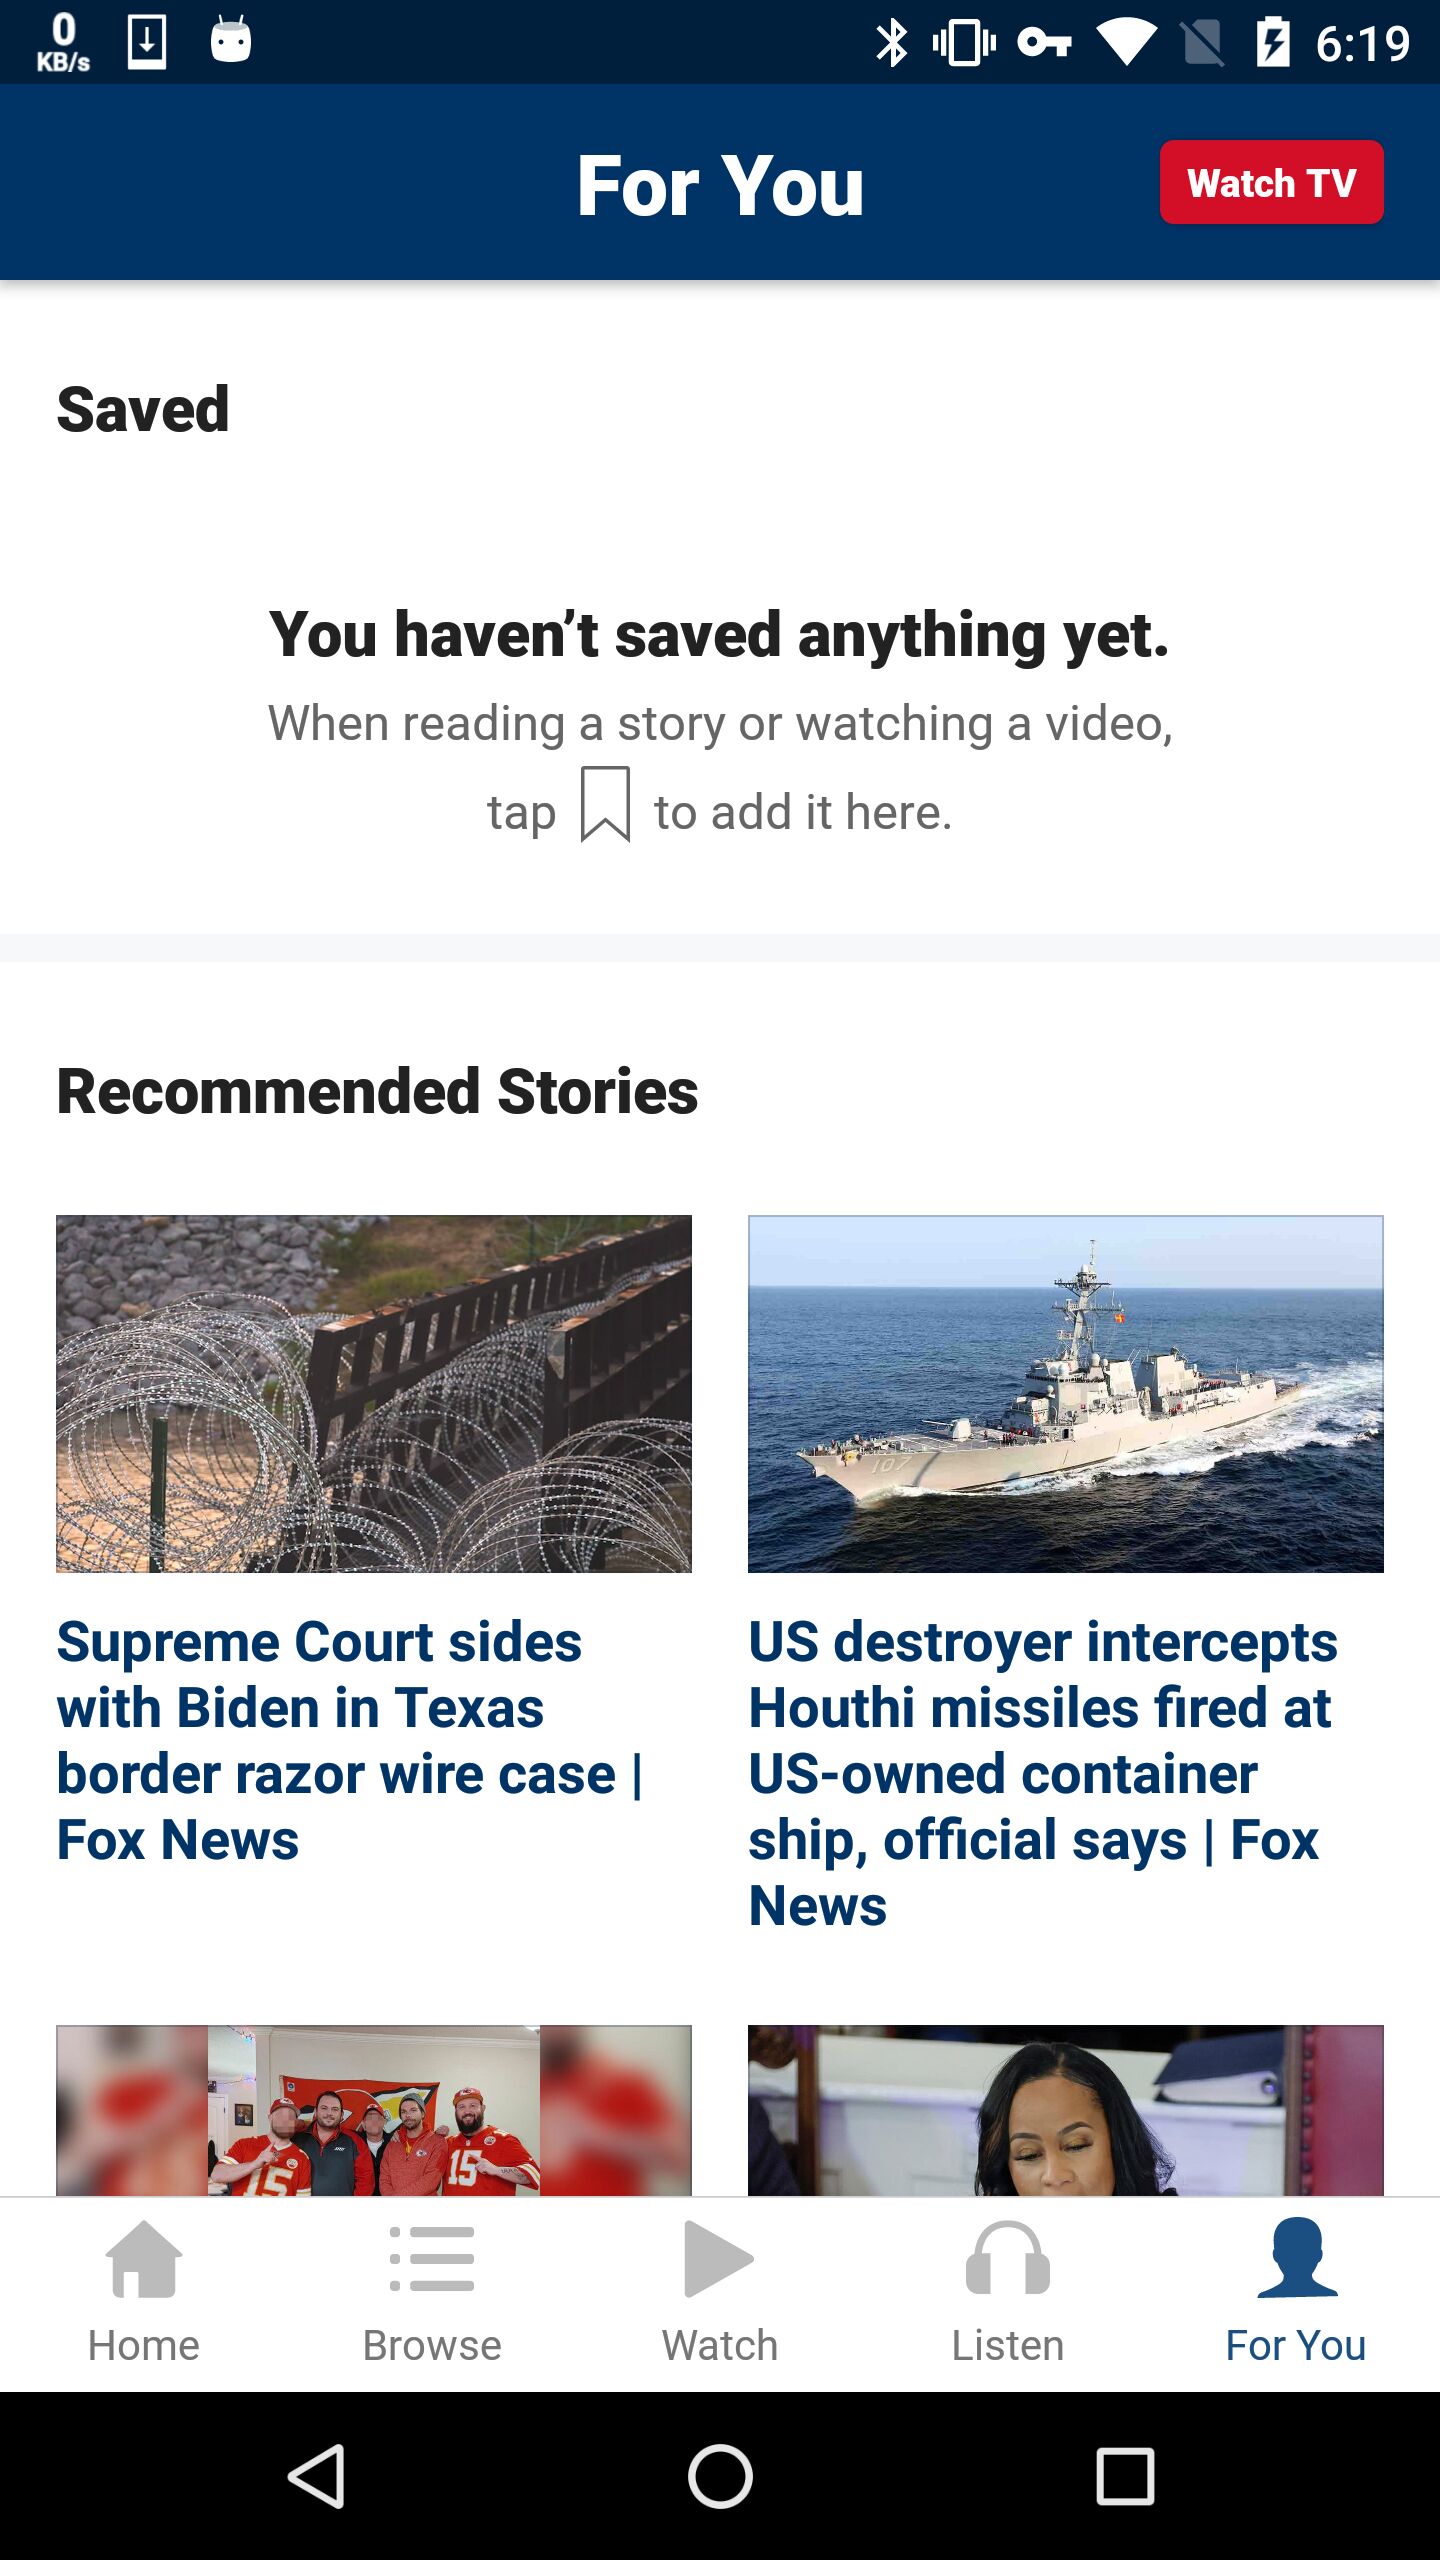 0
KB/s
6:19
For You
Watch TV
Saved
You haven’t saved anything yet.
When reading a story or watching a video,
tap to add it here.
Recommended Stories
107
Supreme Court sides
with Biden in Texas
border razor wire case |
Fox News
US destroyer intercepts
Houthi missiles fired at
US-owned container
ship, official says | Fox
News
15
15
Home
Browse
Watch
Listen
For You